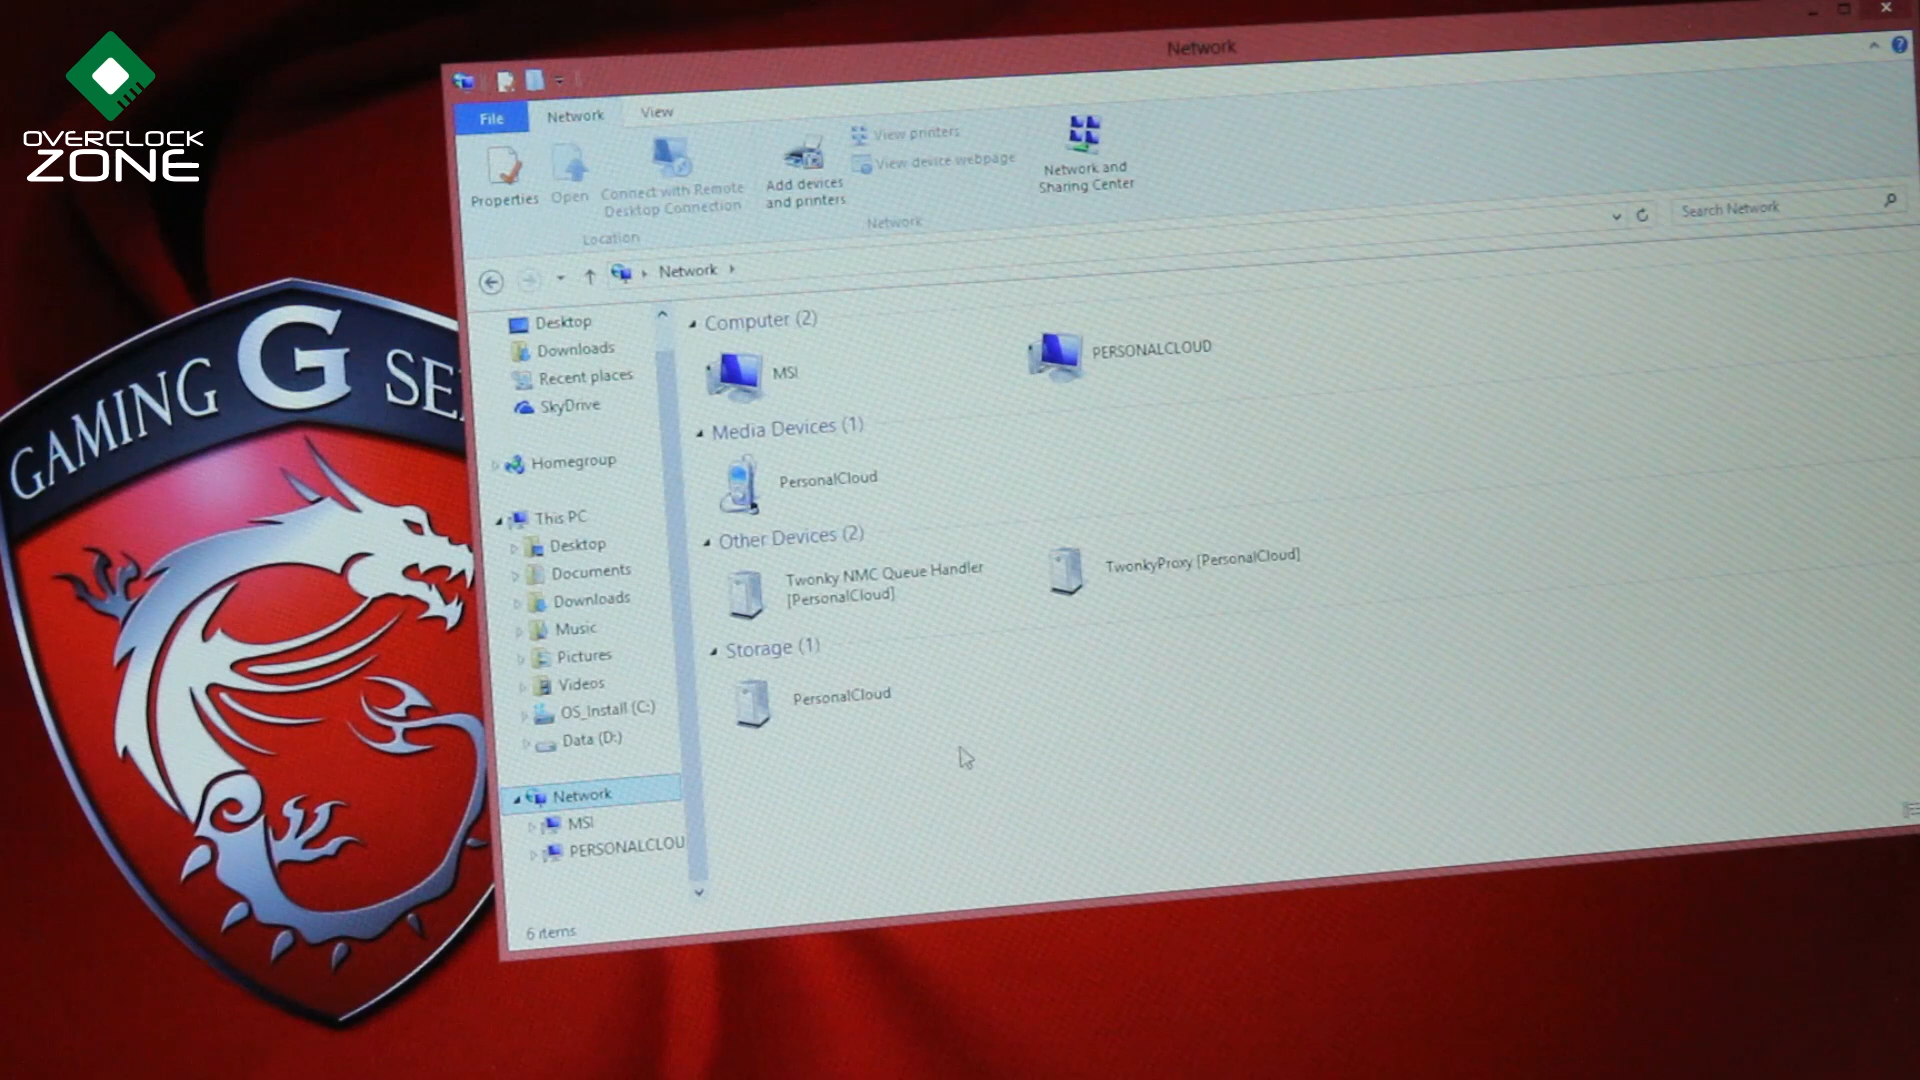 OVERCLOCK
ZONE
GAMING G SE
Network
File
Network
View
Properties
Open
Connect with Remote
Desktop Connection
Add devices
and printers
View printers
View device webpage
Network and
Sharing Center
Location
Network
Network
Search Network
Desktop
Downloads
Recent places
SkyDrive
Homegroup
This PC
Desktop
Documents
Downloads
Music
Pictures
Videos
OS_Install (C:)
Data (D:)
Network
MSI
PERSONALCLOU
Computer (2)
MSI
PERSONALCLOUD
Media Devices (1)
PersonalCloud
Other Devices (2)
Twonky NMC Queue Handler
[PersonalCloud]
TwonkyProxy [PersonalCloud]
Storage (1)
PersonalCloud
6 items